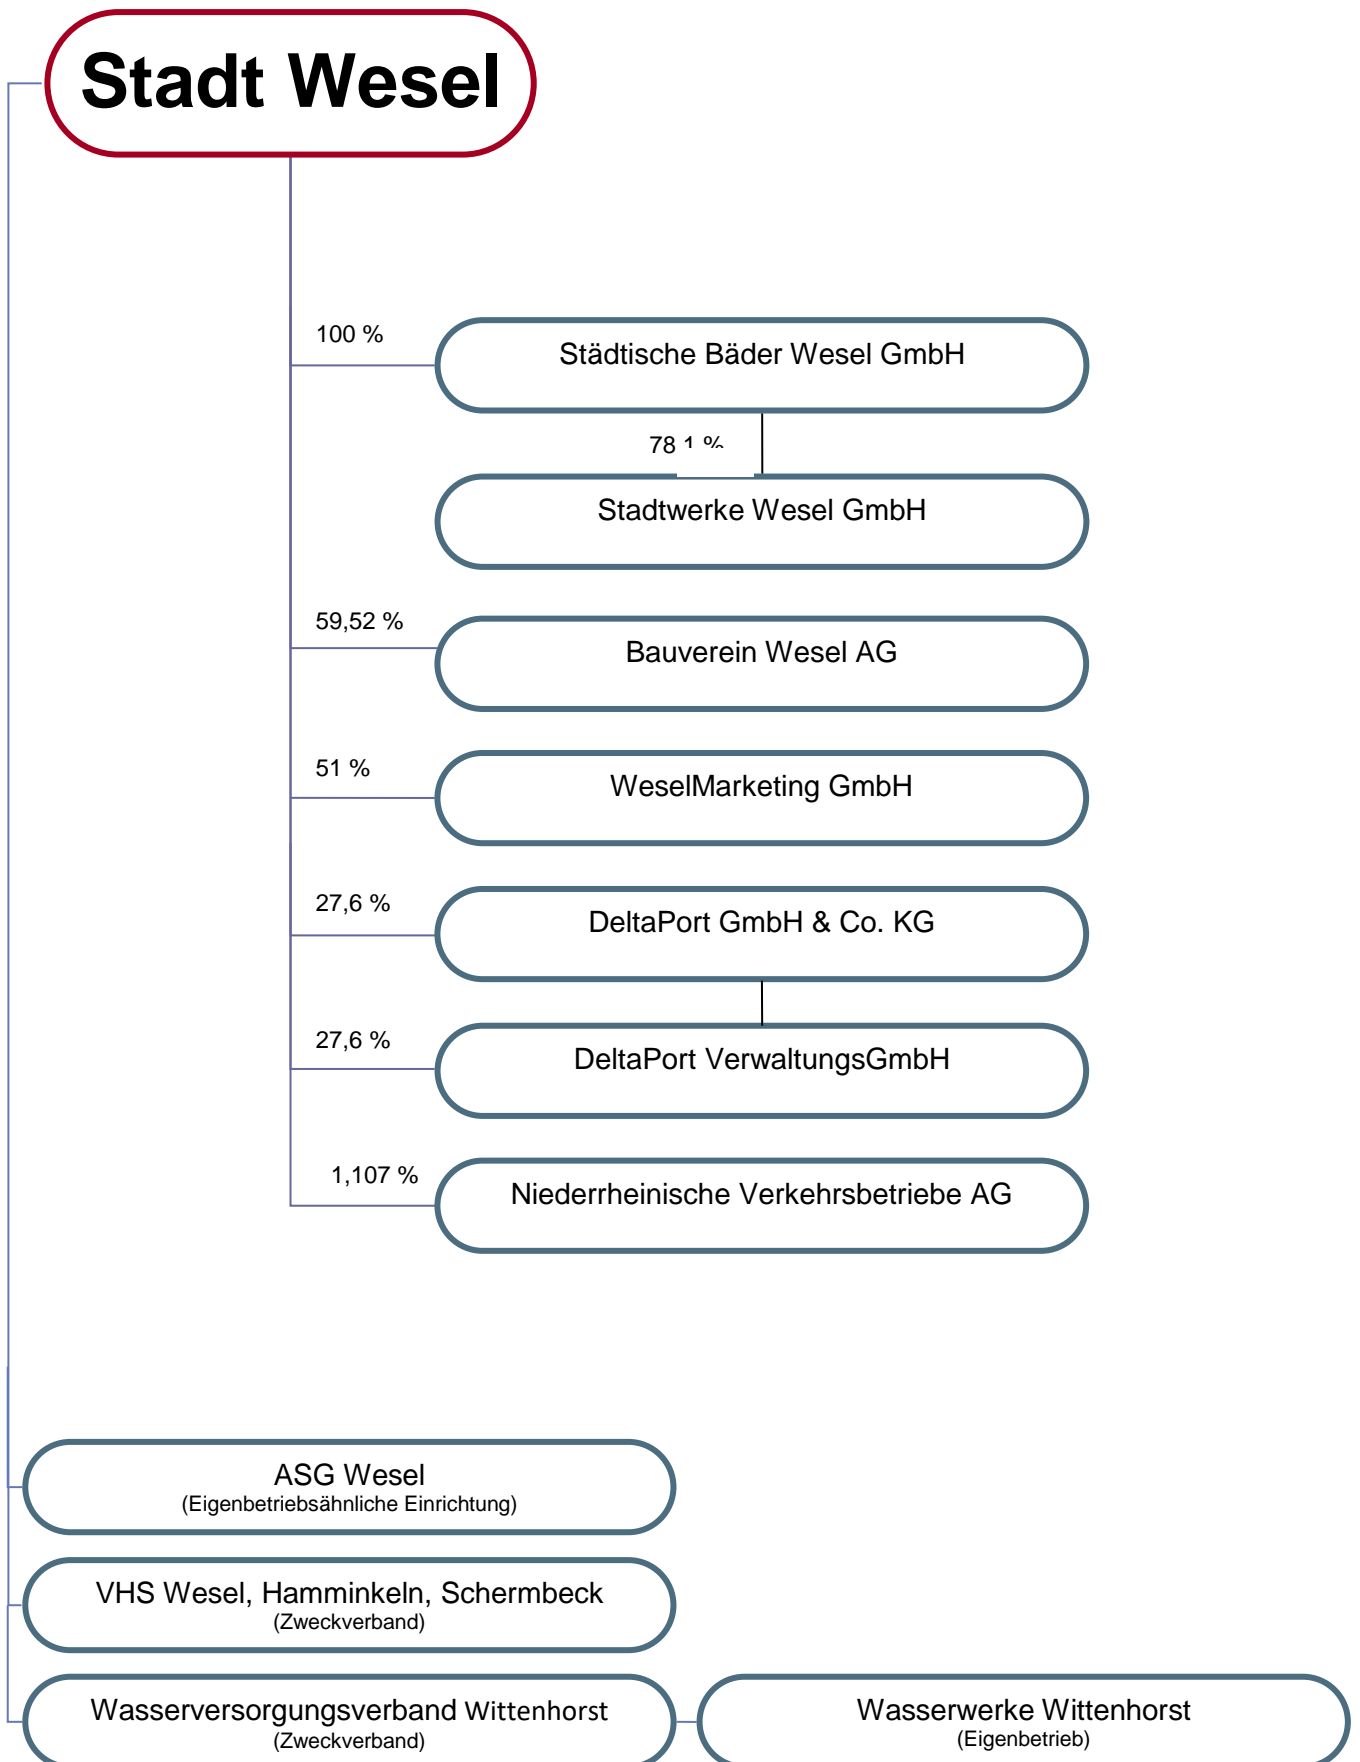 Stadt Wesel
100 %
Städtische Bäder Wesel GmbH
78,1 %
Stadtwerke Wesel GmbH
59,52 %
Bauverein Wesel AG
51 %
WeselMarketing GmbH
27,6 %
DeltaPort GmbH & Co. KG
27,6 %
DeltaPort VerwaltungsGmbH
1,107 %
Niederrheinische Verkehrsbetriebe AG
ASG Wesel
(Eigenbetriebsähnliche Einrichtung)
VHS Wesel, Hamminkeln, Schermbeck
(Zweckverband)
Wasserversorgungsverband Wittenhorst
(Zweckverband)
Wasserwerke Wittenhorst
(Eigenbetrieb)